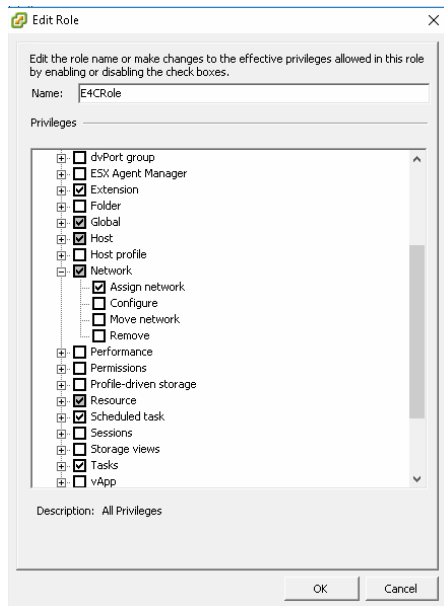 Edit Role
Edit the role name or make changes to the effective privileges allowed in this role
by enabling or disabling the check boxes.
Name: E4CRole
Privileges
dvPort group
ESX Agent Manager
Extension
Folder
Global
Host
Host profile
Network
Assign network
Configure
Move network
Remove
Performance
Permissions
Profile-driven storage
Resource
Scheduled task
Sessions
Storage views
Tasks
vApp
Description: All Privileges
OK Cancel